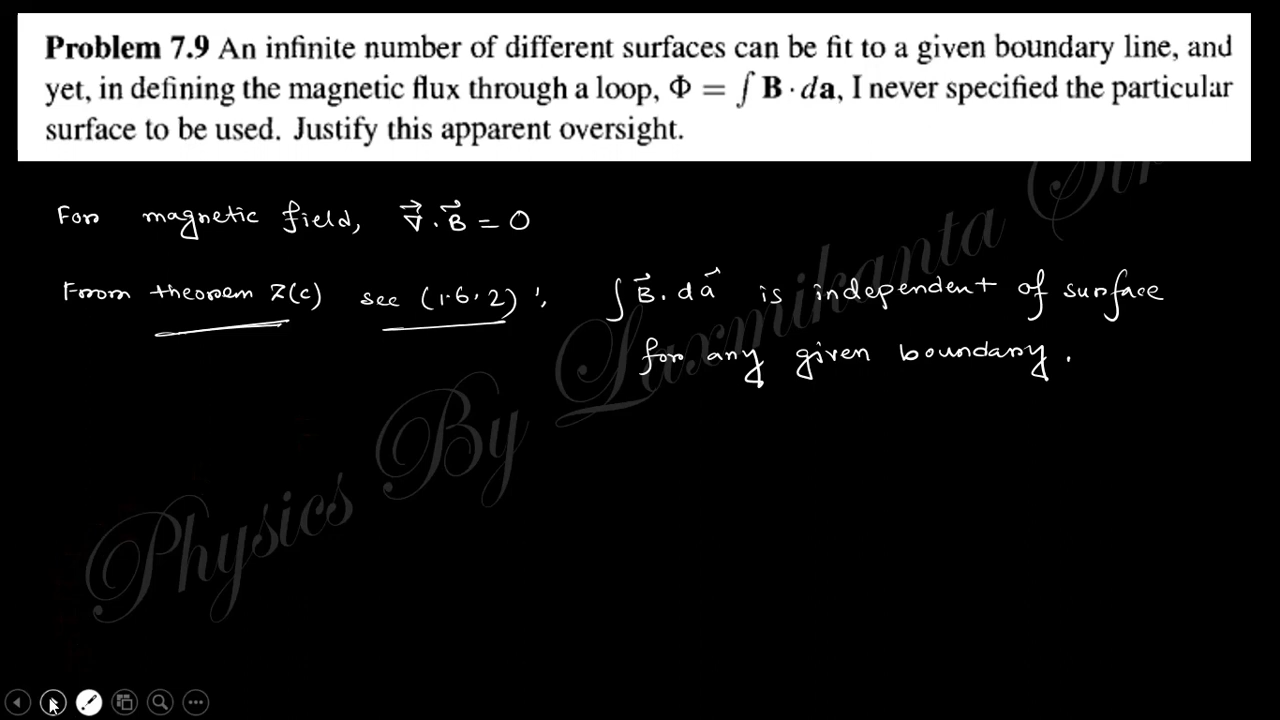 Problem 7.9 An infinite number of different surfaces can be fit to a given boundary line, and
yet, in defining the magnetic flux through a loop, Φ = ∫ B · da, I never specified the particular
surface to be used. Justify this apparent oversight.
For magnetic field, ∇⃗.B⃗ = 0
From theorem 2(c) see (1.6.2) ; ∫B⃗. da⃗ is independent of surface
for any given boundary.
Physics By Laxmikanta